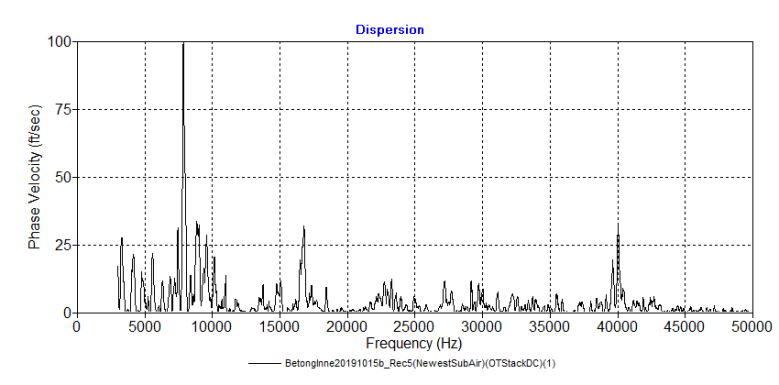 Dispersion
100
75
50
25
0
Phase Velocity (ft/sec)
0 5000 10000 15000 20000 25000 30000 35000 40000 45000 50000
Frequency (Hz)
BetongInne20191015b_Rec5(NewestSubAir)(OTStackDC)(1)